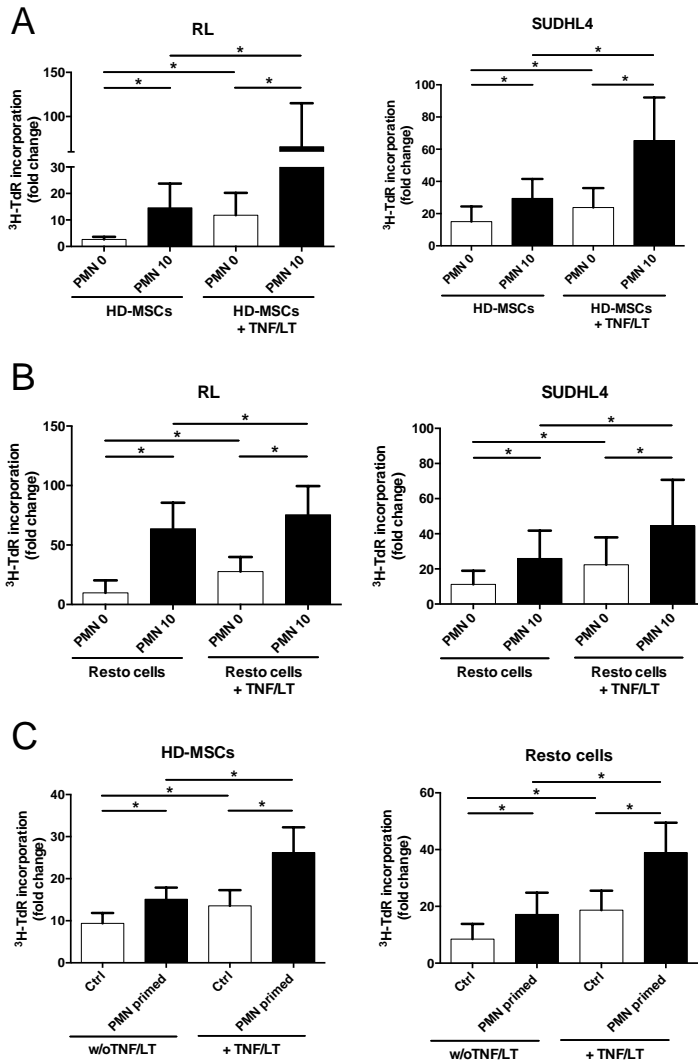 A
RL
SUDHL4
³H-TdR incorporation
(fold change)
150
100
30
20
10
0
*
*
*
*
PMN 0
PMN 10
PMN 0
PMN 10
HD-MSCs
HD-MSCs
+ TNF/LT
³H-TdR incorporation
(fold change)
100
80
60
40
20
0
*
*
*
*
PMN 0
PMN 10
PMN 0
PMN 10
HD-MSCs
HD-MSCs
+ TNF/LT
B
RL
SUDHL4
³H-TdR incorporation
(fold change)
150
100
50
0
*
*
*
*
PMN 0
PMN 10
PMN 0
PMN 10
Resto cells
Resto cells
+ TNF/LT
³H-TdR incorporation
(fold change)
100
80
60
40
20
0
*
*
*
*
PMN 0
PMN 10
PMN 0
PMN 10
Resto cells
Resto cells
+ TNF/LT
C
HD-MSCs
Resto cells
³H-TdR incorporation
(fold change)
40
30
20
10
0
*
*
*
*
Ctrl
PMN primed
Ctrl
PMN primed
w/oTNF/LT
+ TNF/LT
³H-TdR incorporation
(fold change)
60
40
20
0
*
*
*
*
Ctrl
PMN primed
Ctrl
PMN primed
w/oTNF/LT
+ TNF/LT